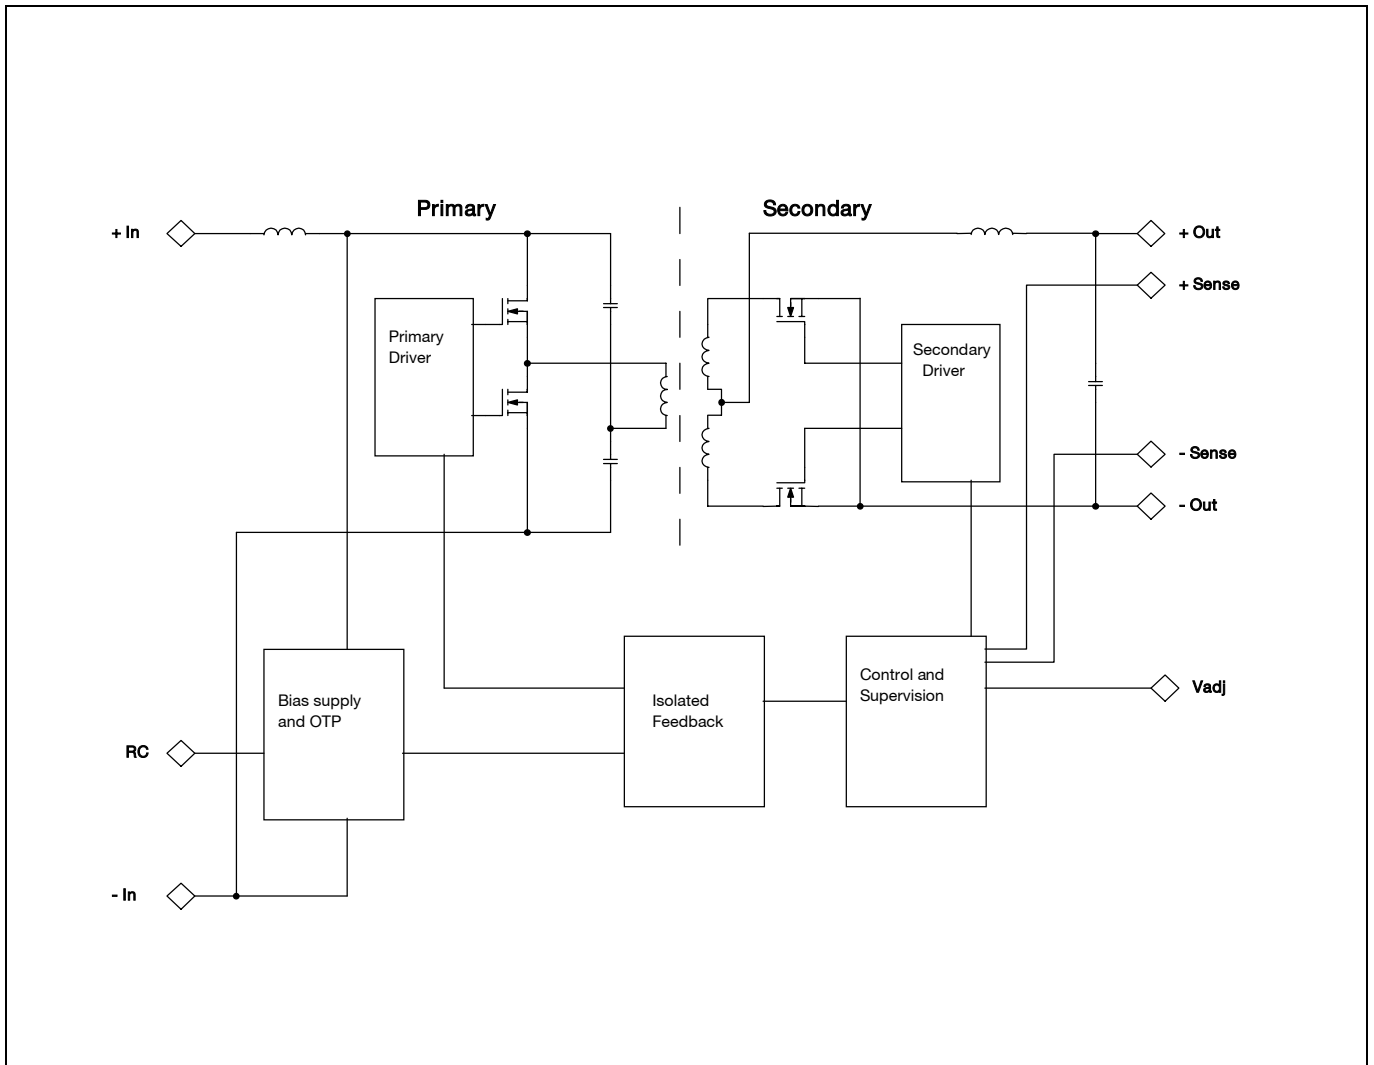 Primary
Secondary
+ In
+ Out
+ Sense
Primary
Driver
Secondary
Driver
- Sense
- Out
Bias supply
and OTP
Isolated
Feedback
Control and
Supervision
Vadj
RC
- In